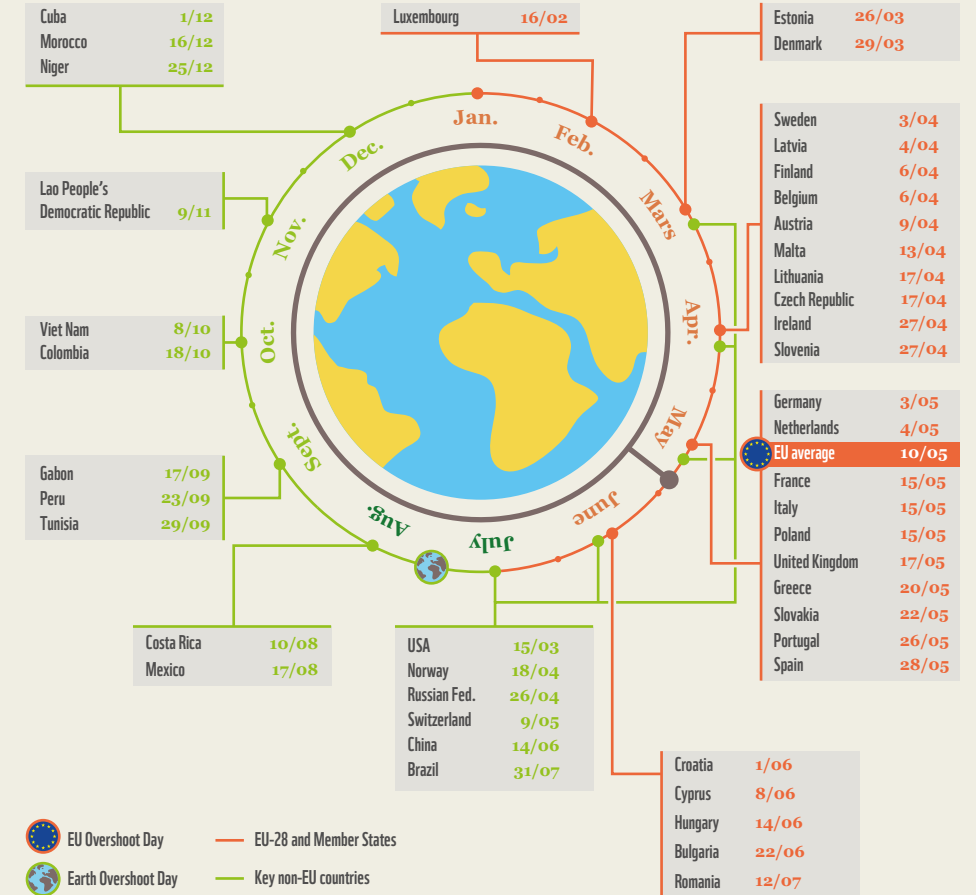 Cuba 1/12
Morocco 16/12
Niger 25/12
Luxembourg 16/02
Estonia 26/03
Denmark 29/03
Jan.
Feb.
Mars
Apr.
May
June
July
Aug.
Sept.
Oct.
Nov.
Dec.
Lao People's
Democratic Republic 9/11
Viet Nam 8/10
Colombia 18/10
Gabon 17/09
Peru 23/09
Tunisia 29/09
Costa Rica 10/08
Mexico 17/08
USA 15/03
Norway 18/04
Russian Fed. 26/04
Switzerland 9/05
China 14/06
Brazil 31/07
Sweden 3/04
Latvia 4/04
Finland 6/04
Belgium 6/04
Austria 9/04
Malta 13/04
Lithuania 17/04
Czech Republic 17/04
Ireland 27/04
Slovenia 27/04
Germany 3/05
Netherlands 4/05
EU average 10/05
France 15/05
Italy 15/05
Poland 15/05
United Kingdom 17/05
Greece 20/05
Slovakia 22/05
Portugal 26/05
Spain 28/05
Croatia 1/06
Cyprus 8/06
Hungary 14/06
Bulgaria 22/06
Romania 12/07
EU Overshoot Day
EU-28 and Member States
Earth Overshoot Day
Key non-EU countries